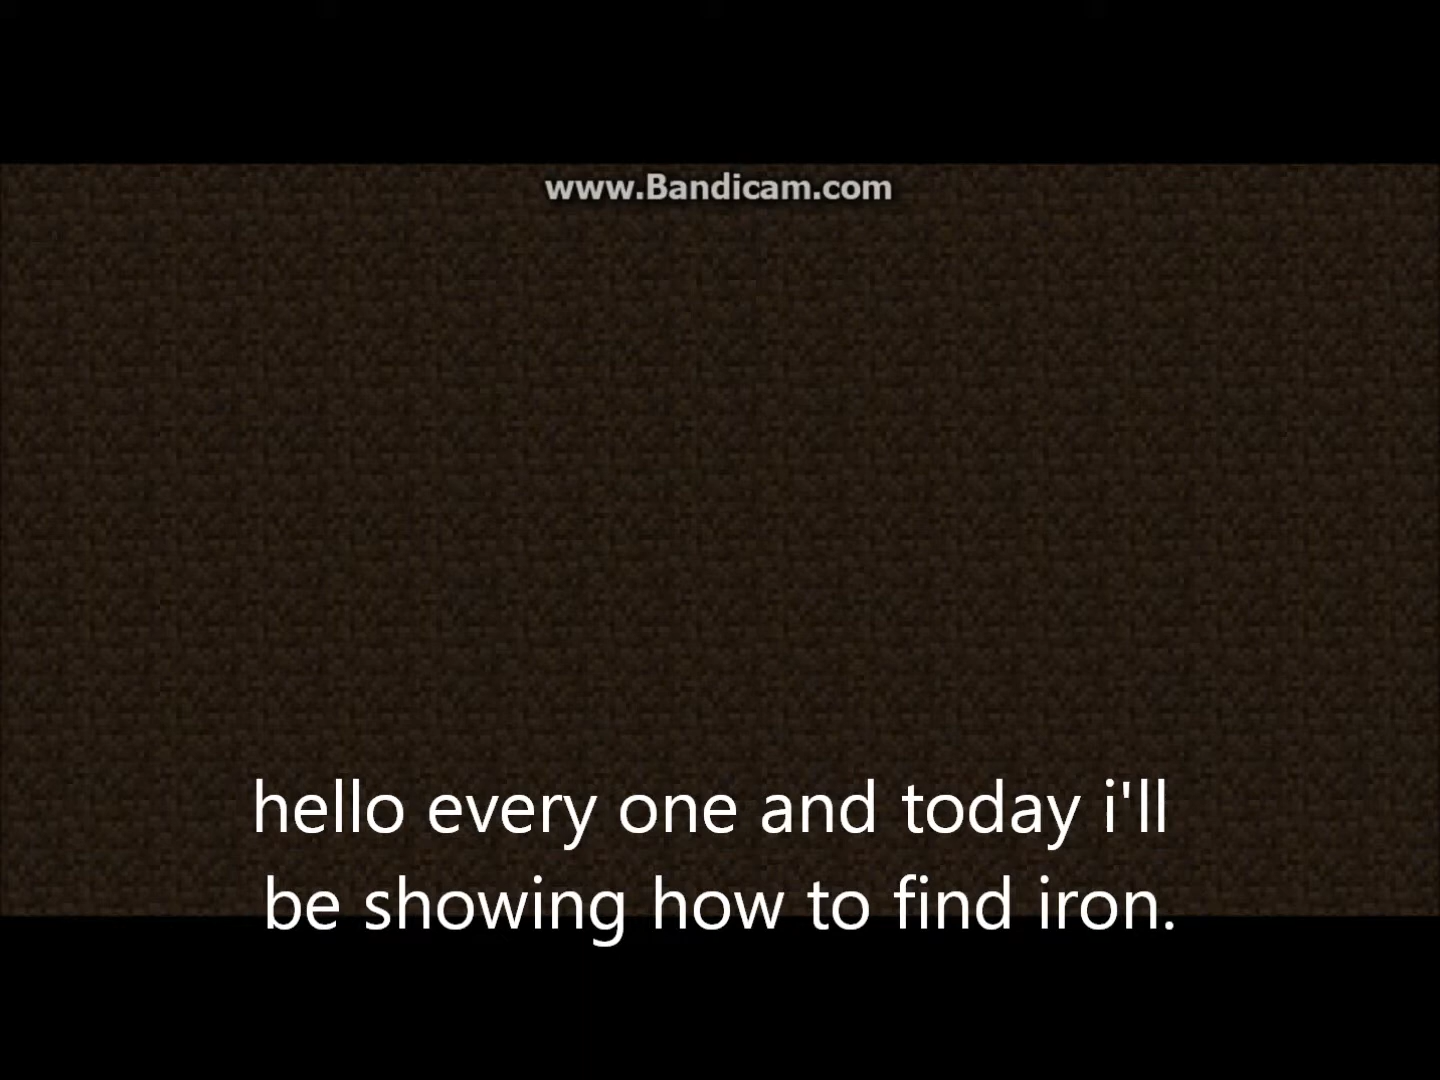 www.Bandicam.com
hello every one and today i'll
be showing how to find iron.